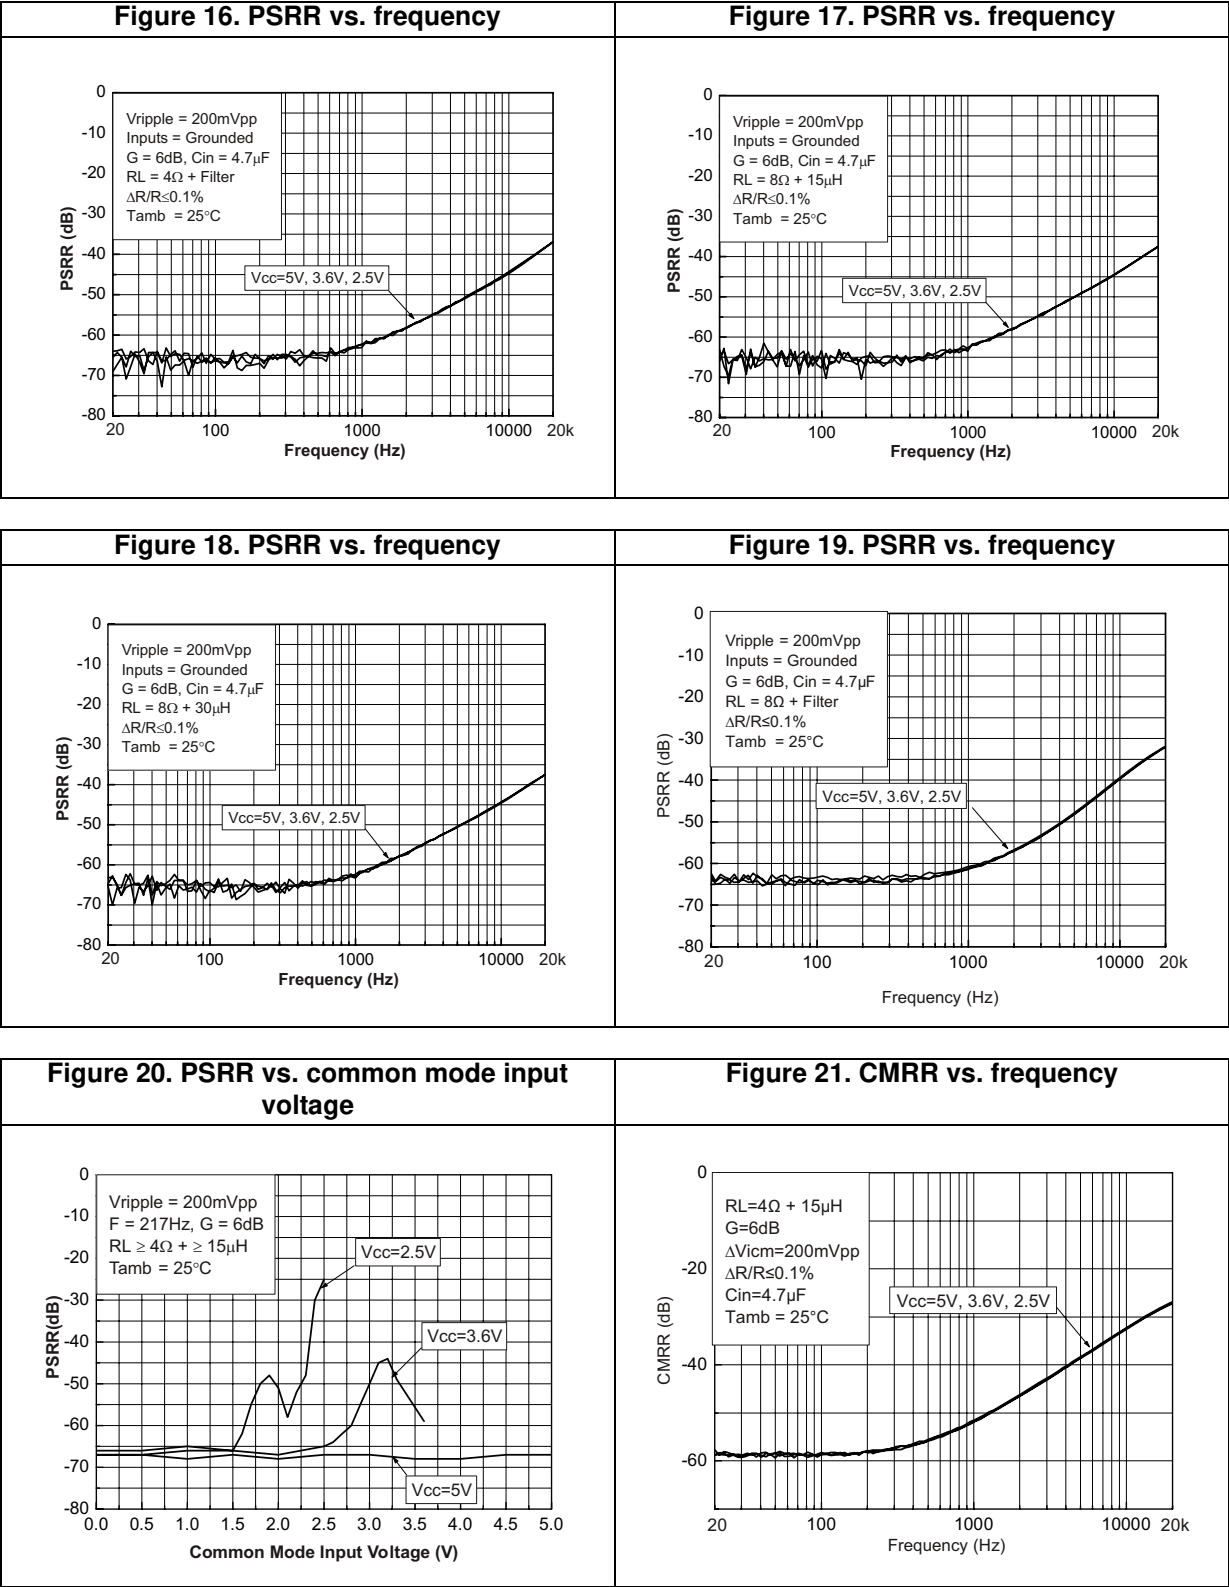 Figure 16. PSRR vs. frequency
0
-10
-20
-30
-40
-50
-60
-70
-80
PSRR (dB)
Vripple = 200mVpp
Inputs = Grounded
G = 6dB, Cin = 4.7μF
RL = 4Ω + Filter
ΔR/R≤0.1%
Tamb = 25°C
Vcc=5V, 3.6V, 2.5V
20 100 1000 10000 20k
Frequency (Hz)
Figure 17. PSRR vs. frequency
0
-10
-20
-30
-40
-50
-60
-70
-80
PSRR (dB)
Vripple = 200mVpp
Inputs = Grounded
G = 6dB, Cin = 4.7μF
RL = 8Ω + 15μH
ΔR/R≤0.1%
Tamb = 25°C
Vcc=5V, 3.6V, 2.5V
20 100 1000 10000 20k
Frequency (Hz)
Figure 18. PSRR vs. frequency
0
-10
-20
-30
-40
-50
-60
-70
-80
PSRR (dB)
Vripple = 200mVpp
Inputs = Grounded
G = 6dB, Cin = 4.7μF
RL = 8Ω + 30μH
ΔR/R≤0.1%
Tamb = 25°C
Vcc=5V, 3.6V, 2.5V
20 100 1000 10000 20k
Frequency (Hz)
Figure 19. PSRR vs. frequency
0
-10
-20
-30
-40
-50
-60
-70
-80
PSRR (dB)
Vripple = 200mVpp
Inputs = Grounded
G = 6dB, Cin = 4.7μF
RL = 8Ω + Filter
ΔR/R≤0.1%
Tamb = 25°C
Vcc=5V, 3.6V, 2.5V
20 100 1000 10000 20k
Frequency (Hz)
Figure 20. PSRR vs. common mode input
voltage
0
-10
-20
-30
-40
-50
-60
-70
-80
PSRR(dB)
Vripple = 200mVpp
F = 217Hz, G = 6dB
RL ≥ 4Ω + ≥ 15μH
Tamb = 25°C
Vcc=2.5V
Vcc=3.6V
Vcc=5V
0.0 0.5 1.0 1.5 2.0 2.5 3.0 3.5 4.0 4.5 5.0
Common Mode Input Voltage (V)
Figure 21. CMRR vs. frequency
0
-20
-40
-60
CMRR (dB)
RL=4Ω + 15μH
G=6dB
ΔVicm=200mVpp
ΔR/R≤0.1%
Cin=4.7μF
Tamb = 25°C
Vcc=5V, 3.6V, 2.5V
20 100 1000 10000 20k
Frequency (Hz)